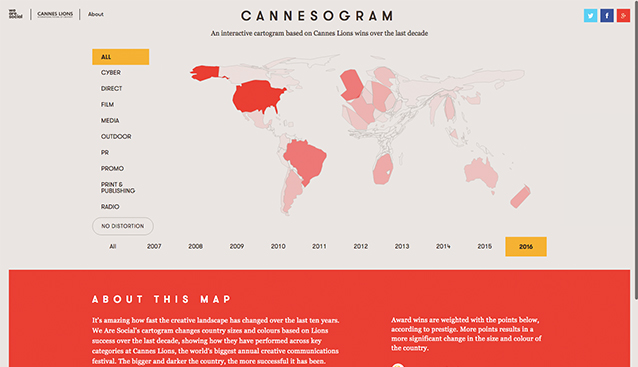 we
are
social
CANNES LIONS
About
CANNESOGRAM
An interactive cartogram based on Cannes Lions wins over the last decade
ALL
CYBER
DIRECT
FILM
MEDIA
OUTDOOR
PR
PROMO
PRINT &
PUBLISHING
RADIO
NO DISTORTION
All 2007 2008 2009 2010 2011 2012 2013 2014 2015 2016
ABOUT THIS MAP
It's amazing how fast the creative landscape has changed over the last ten years.
We Are Social's cartogram changes country sizes and colours based on Lions
success over the last decade, showing how they have performed across key
categories at Cannes Lions, the world's biggest annual creative communications
festival. The bigger and darker the country, the more successful it has been.
Award wins are weighted with the points below,
according to prestige. More points results in a
more significant change in the size and colour of
the country.